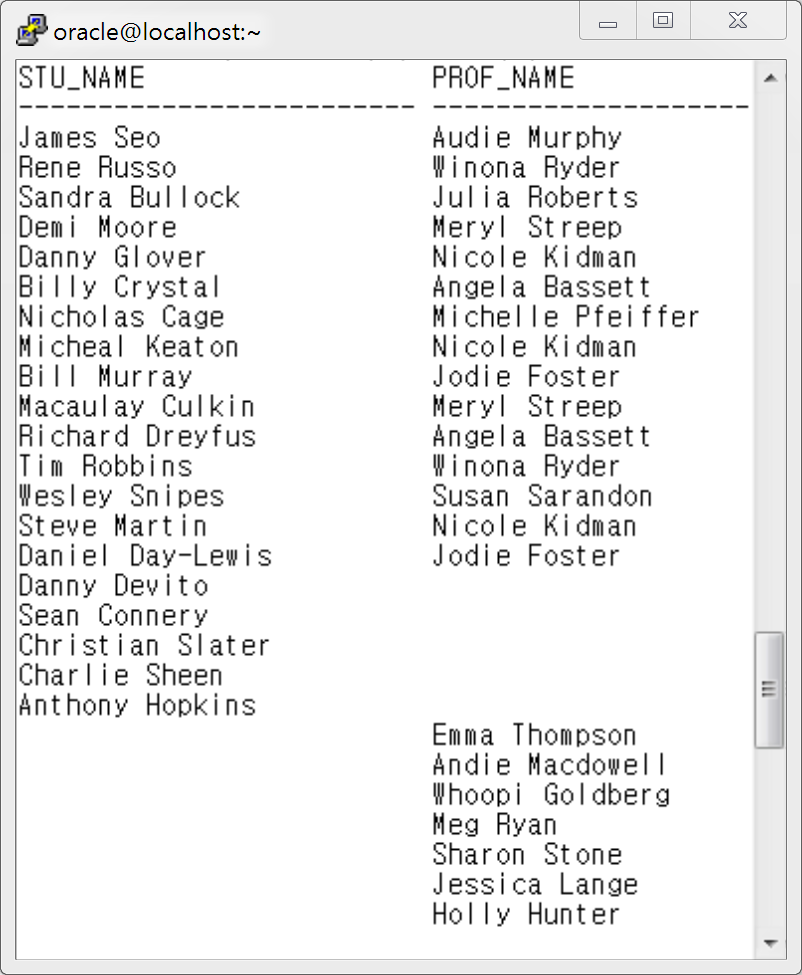 oracle@localhost:~
STU_NAME PROF_NAME
------------------------- --------------------
James Seo Audie Murphy
Rene Russo Winona Ryder
Sandra Bullock Julia Roberts
Demi Moore Meryl Streep
Danny Glover Nicole Kidman
Billy Crystal Angela Bassett
Nicholas Cage Michelle Pfeiffer
Micheal Keaton Nicole Kidman
Bill Murray Jodie Foster
Macaulay Culkin Meryl Streep
Richard Dreyfus Angela Bassett
Tim Robbins Winona Ryder
Wesley Snipes Susan Sarandon
Steve Martin Nicole Kidman
Daniel Day-Lewis Jodie Foster
Danny Devito
Sean Connery
Christian Slater
Charlie Sheen
Anthony Hopkins
Emma Thompson
Andie Macdowell
Whoopi Goldberg
Meg Ryan
Sharon Stone
Jessica Lange
Holly Hunter